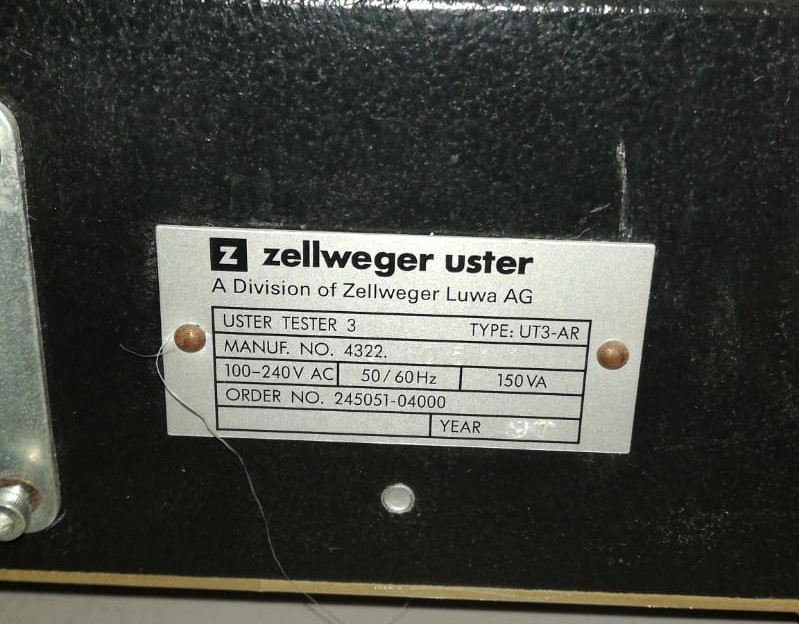 Z zellweger uster
A Division of Zellweger Luwa AG
USTER TESTER 3 TYPE: UT3-AR
MANUF. NO. 4322.
100-240V AC 50/60Hz 150VA
ORDER NO. 245051-04000
YEAR